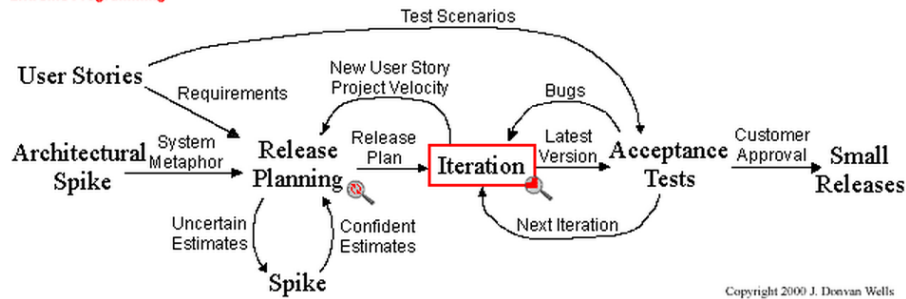 Test Scenarios
User Stories
Requirements
New User Story
Project Velocity
Bugs
Architectural
Spike
System
Metaphor
Release
Planning
Release
Plan
Iteration
Latest
Version
Acceptance
Tests
Customer
Approval
Small
Releases
Uncertain
Estimates
Confident
Estimates
Next Iteration
Spike
Copyright 2000 J. Donvan Wells